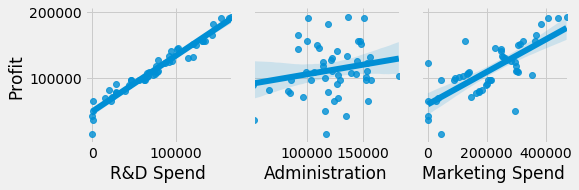 200000
100000
Profit
0 100000
100000 150000
0 200000 400000
R&D Spend
Administration
Marketing Spend